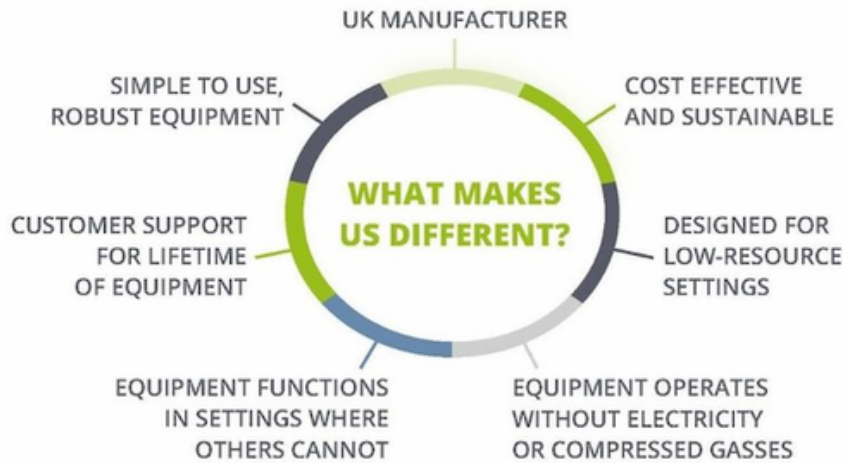 UK MANUFACTURER
SIMPLE TO USE,
ROBUST EQUIPMENT
COST EFFECTIVE
AND SUSTAINABLE
WHAT MAKES
US DIFFERENT?
CUSTOMER SUPPORT
FOR LIFETIME
OF EQUIPMENT
DESIGNED FOR
LOW-RESOURCE
SETTINGS
EQUIPMENT FUNCTIONS
IN SETTINGS WHERE
OTHERS CANNOT
EQUIPMENT OPERATES
WITHOUT ELECTRICITY
OR COMPRESSED GASSES